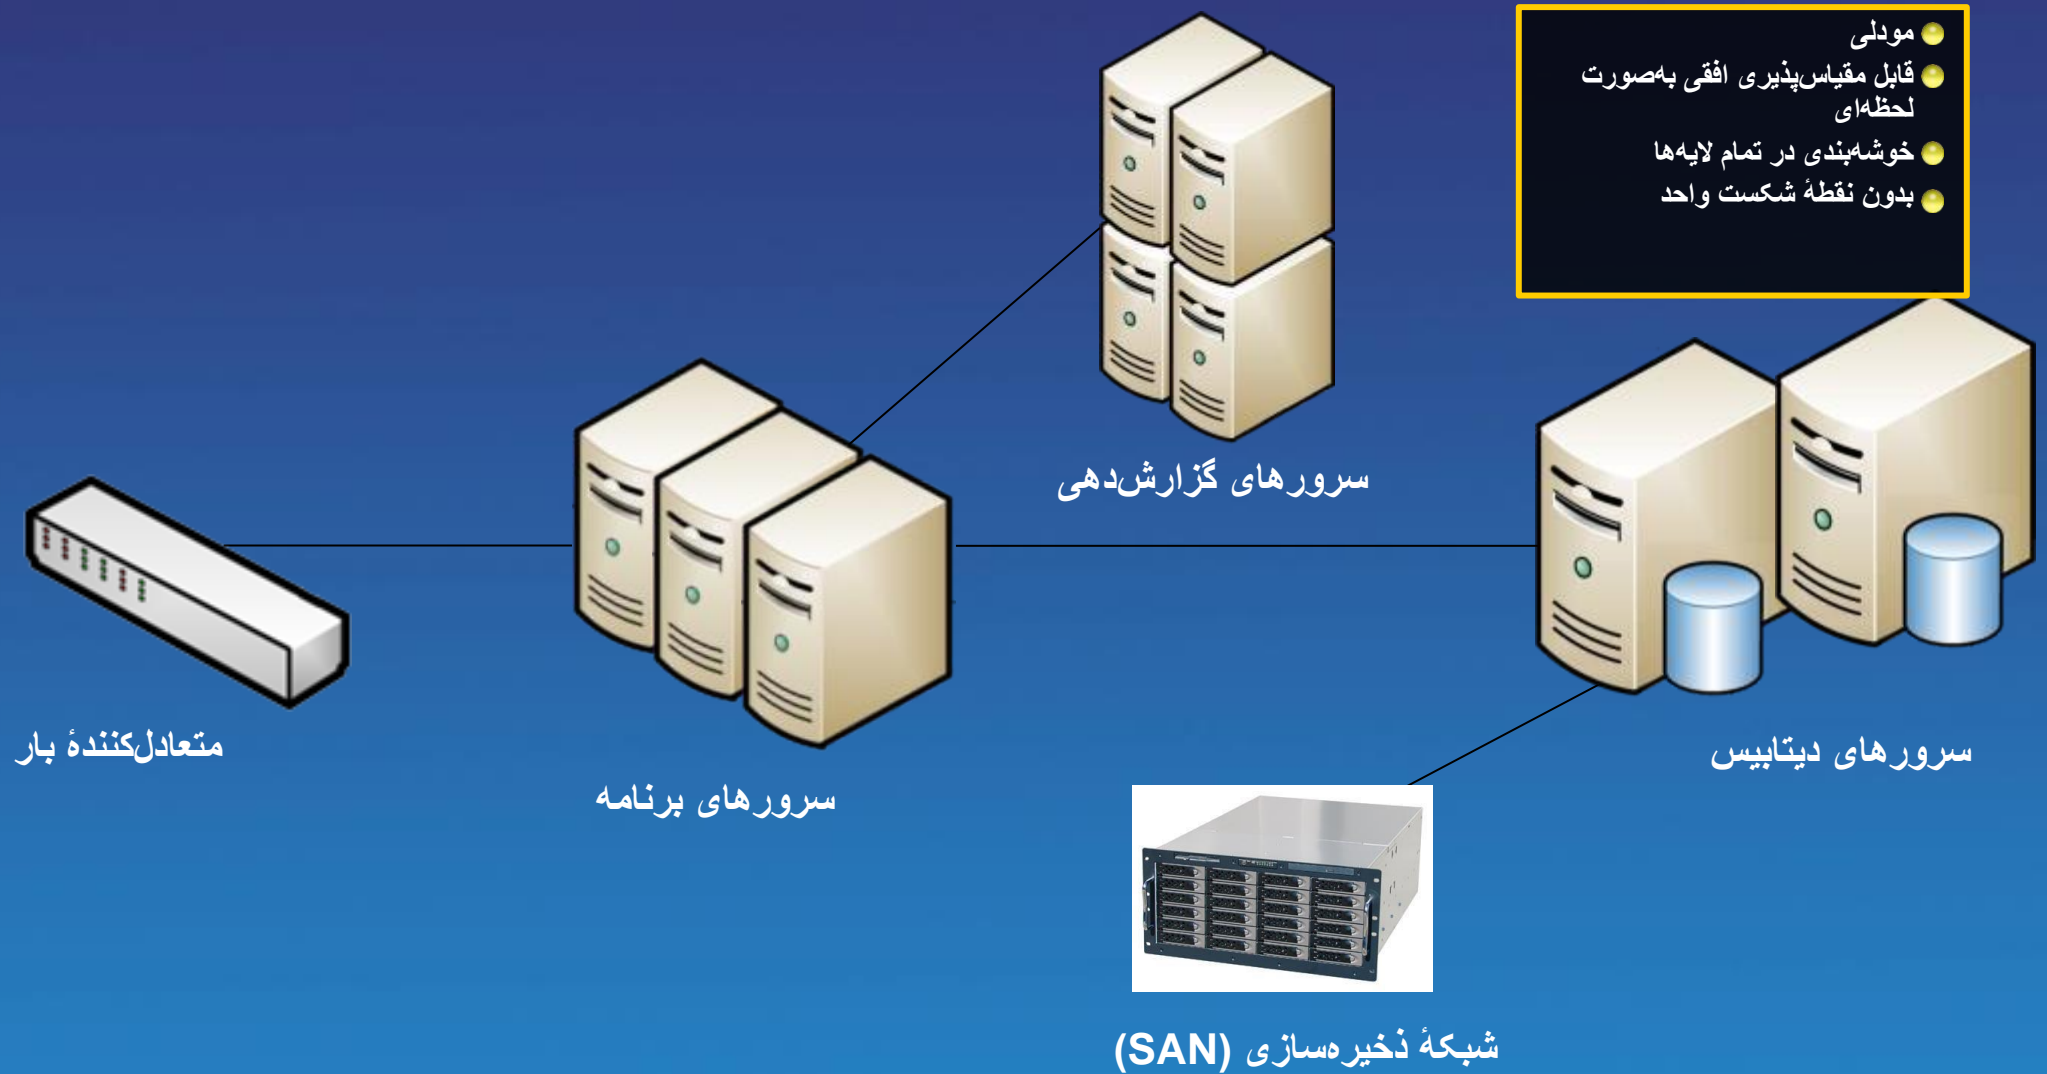 مودلی
قابل مقیاس‌پذیری افقی به‌صورت
لحظه‌ای
خوشه‌بندی در تمام لایه‌ها
بدون نقطهٔ شکست واحد
سرورهای گزارش‌دهی
متعادل‌کنندهٔ بار
سرورهای برنامه
سرورهای دیتابیس
شبکهٔ ذخیره‌سازی (SAN)